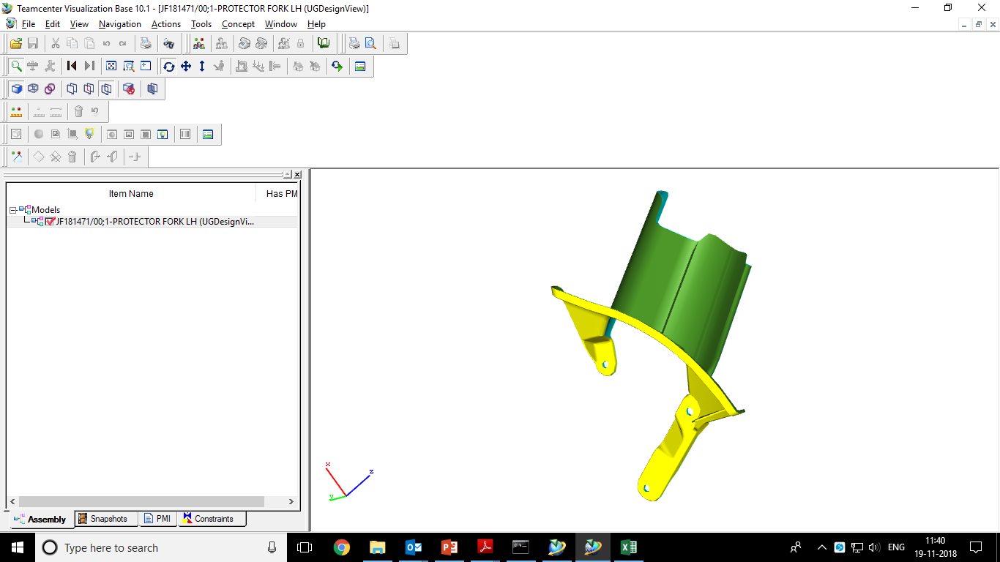 Teamcenter Visualization Base 10.1 - [JF181471/00;1-PROTECTOR FORK LH (UGDesignView)]
File Edit View Navigation Actions Tools Concept Window Help
Item Name Has PM
Models
JF181471/00;1-PROTECTOR FORK LH (UGDesignVi...
x
z
y
Assembly Snapshots PMI Constraints
Type here to search
ENG
11:40
19-11-2018